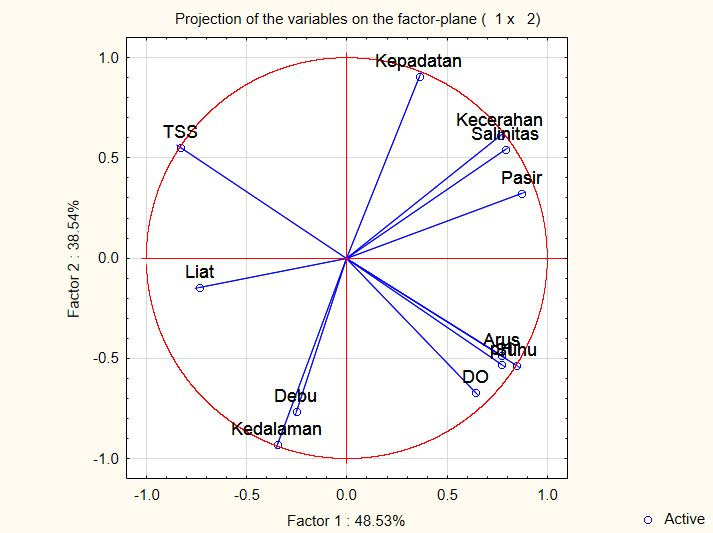 Projection of the variables on the factor-plane ( 1 x 2)
1.0
0.5
0.0
-0.5
-1.0
Factor 2 : 38.54%
Kepadatan
Kecerahan
TSS
Salinitas
Pasir
Liat
Arus
Suhu
DO
Debu
Kedalaman
-1.0 -0.5 0.0 0.5 1.0
Factor 1 : 48.53%
Active